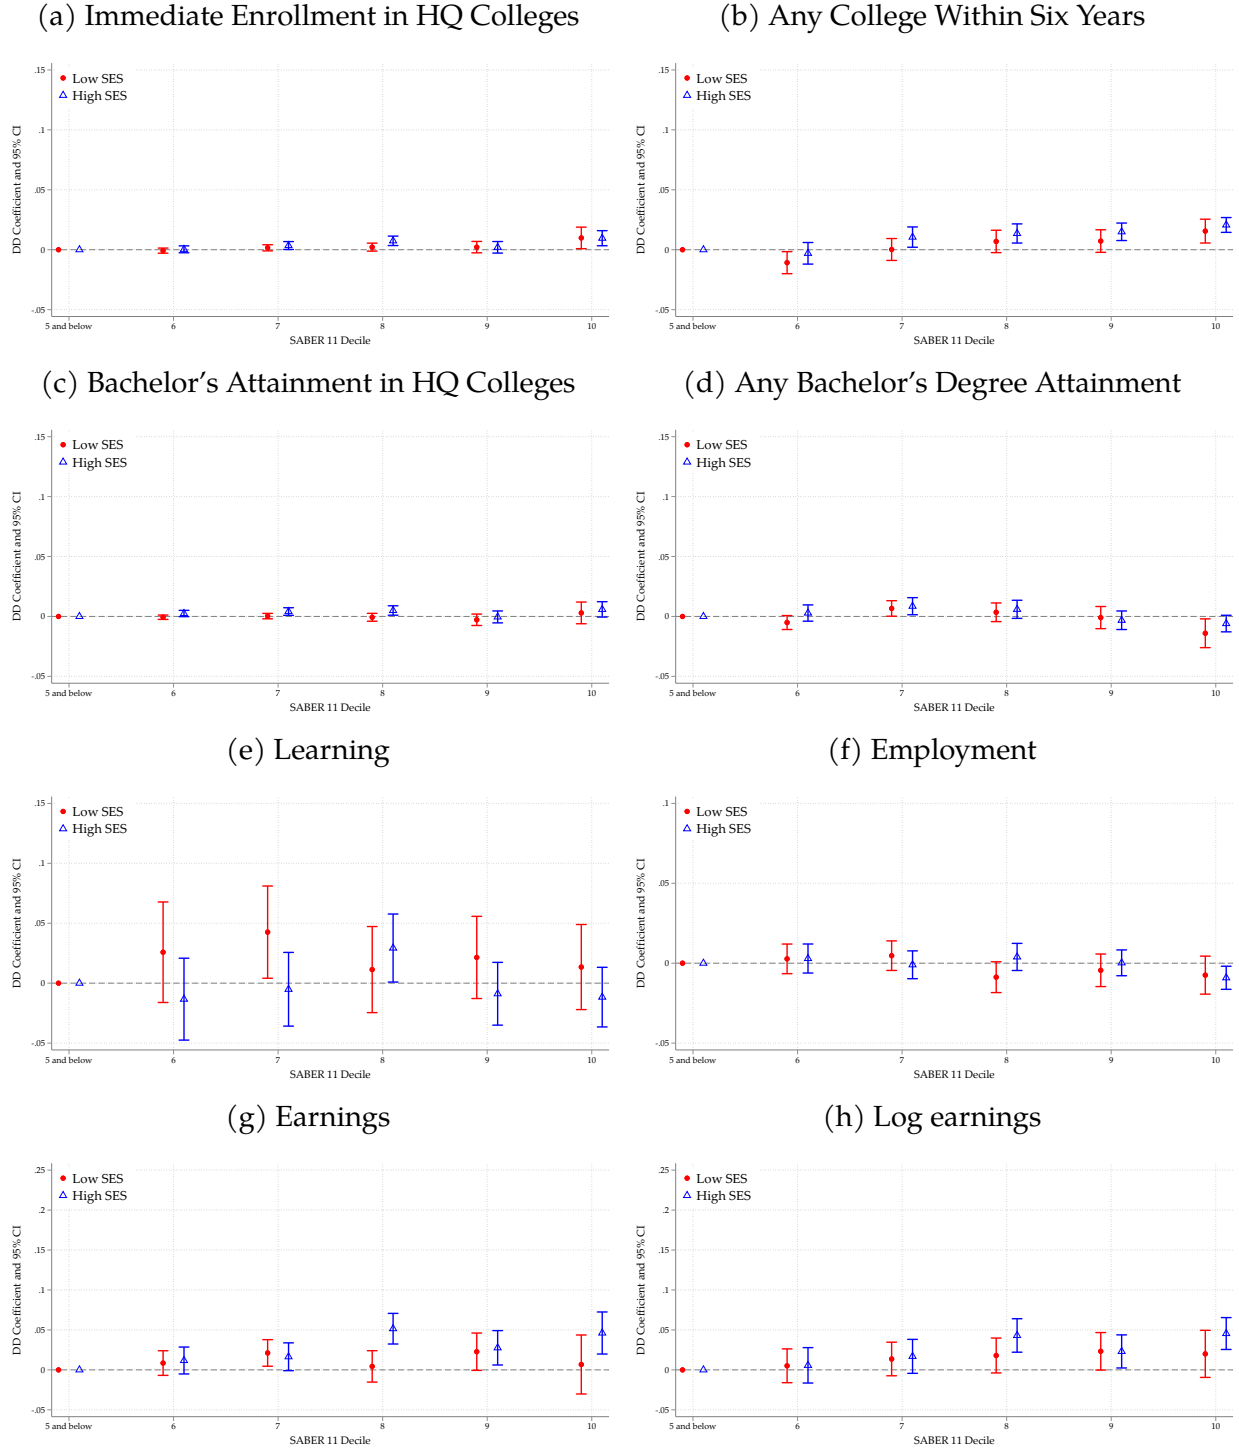 (a) Immediate Enrollment in HQ Colleges
DD Coefficient and 95% CI
.15
.1
.05
0
-.05
Low SES
High SES
5 and below 6 7 8 9 10
SABER 11 Decile
(b) Any College Within Six Years
DD Coefficient and 95% CI
.15
.1
.05
0
-.05
Low SES
High SES
5 and below 6 7 8 9 10
SABER 11 Decile
(c) Bachelor's Attainment in HQ Colleges
DD Coefficient and 95% CI
.15
.1
.05
0
-.05
Low SES
High SES
5 and below 6 7 8 9 10
SABER 11 Decile
(d) Any Bachelor's Degree Attainment
DD Coefficient and 95% CI
.15
.1
.05
0
-.05
Low SES
High SES
5 and below 6 7 8 9 10
SABER 11 Decile
(e) Learning
DD Coefficient and 95% CI
.15
.1
.05
0
-.05
Low SES
High SES
5 and below 6 7 8 9 10
SABER 11 Decile
(f) Employment
DD Coefficient and 95% CI
.1
.05
0
-.05
Low SES
High SES
5 and below 6 7 8 9 10
SABER 11 Decile
(g) Earnings
DD Coefficient and 95% CI
.25
.2
.15
.1
.05
0
-.05
Low SES
High SES
5 and below 6 7 8 9 10
SABER 11 Decile
(h) Log earnings
DD Coefficient and 95% CI
.25
.2
.15
.1
.05
0
-.05
Low SES
High SES
5 and below 6 7 8 9 10
SABER 11 Decile